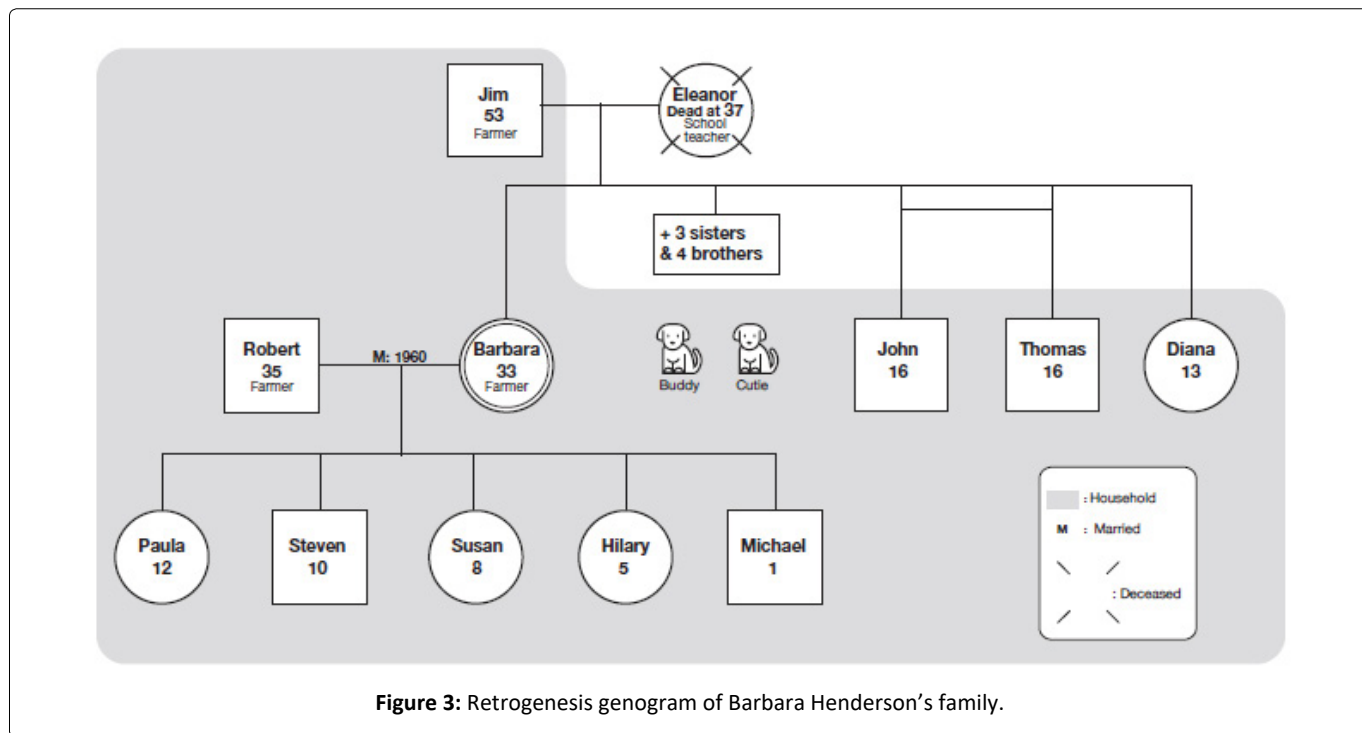 Jim
53
Farmer
Eleanor
Dead at 37
School
teacher
+ 3 sisters
& 4 brothers
Robert
35
Farmer
M: 1960
Barbara
33
Farmer
Buddy
Cutie
John
16
Thomas
16
Diana
13
Paula
12
Steven
10
Susan
8
Hilary
5
Michael
1
: Household
M : Married
: Deceased
Figure 3: Retrogenesis genogram of Barbara Henderson’s family.